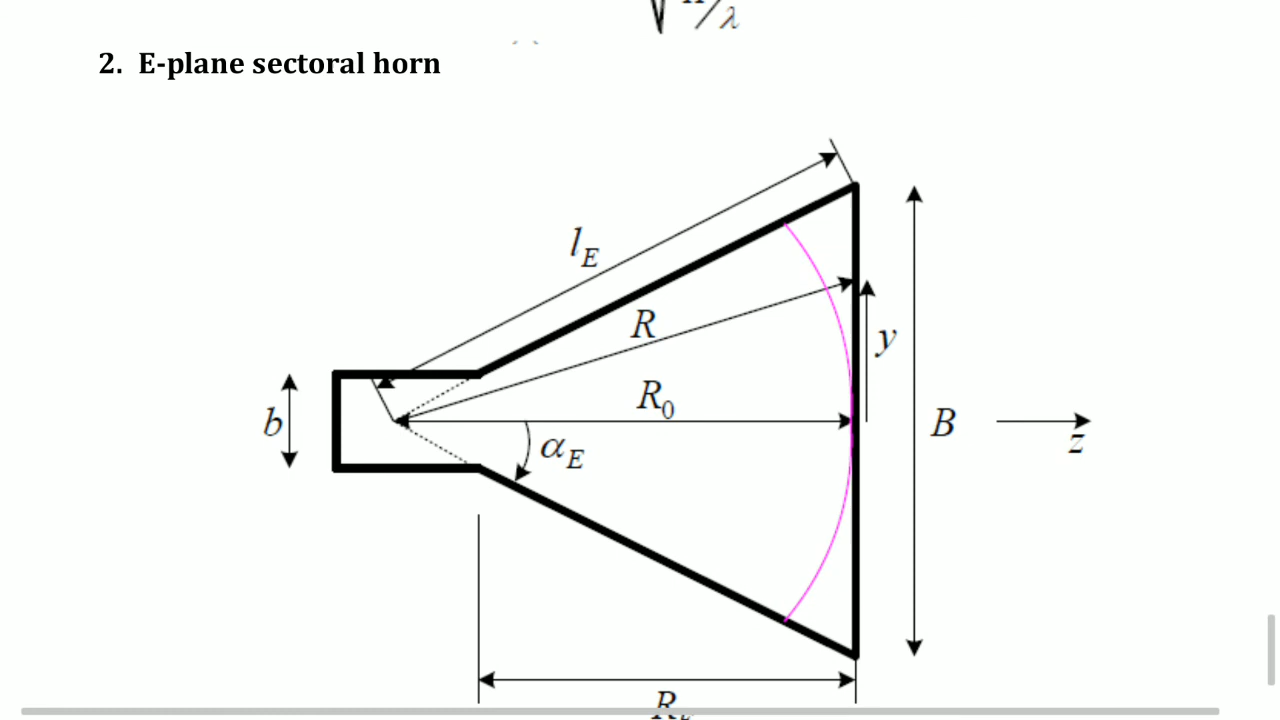 λ
2. E-plane sectoral horn
l_E
R
y
R_0
b
B
α_E
z